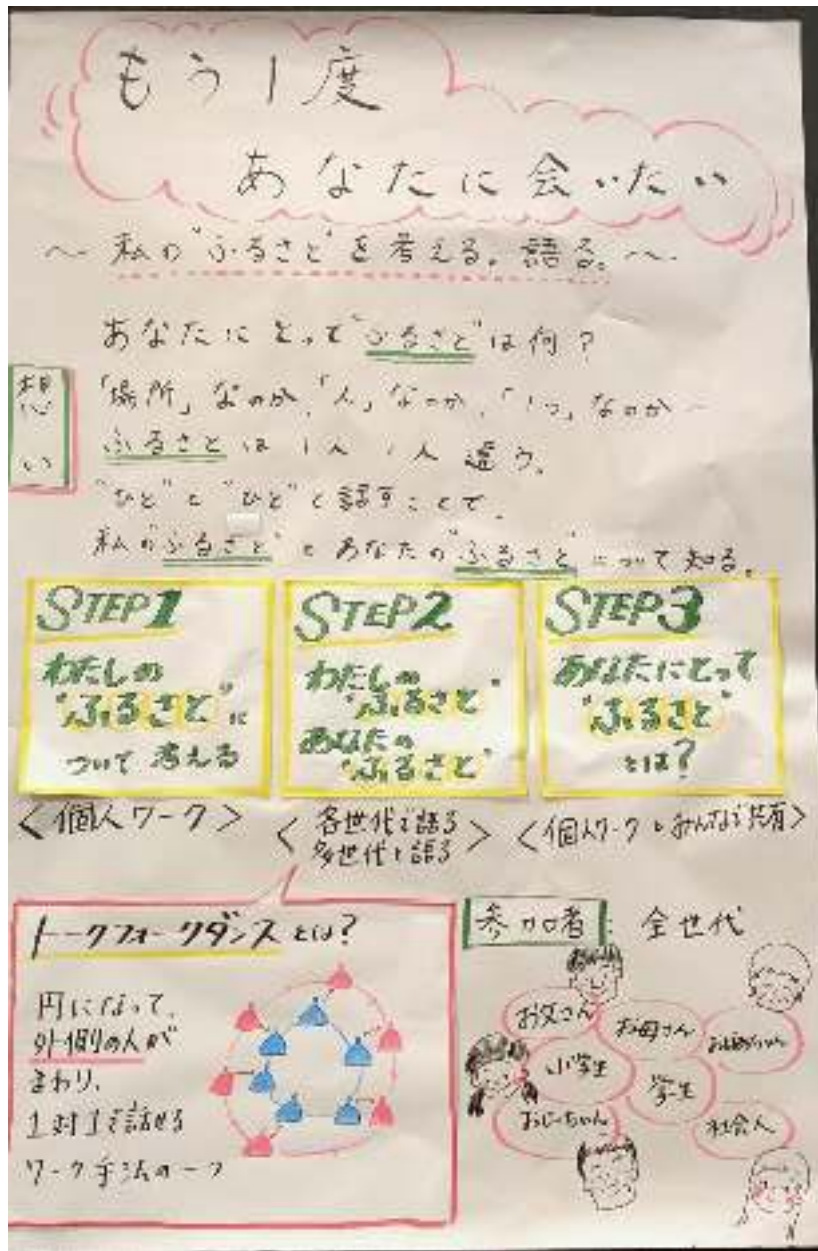 もう1度
あなたに会いたい
〜 私の"ふるさと"を考える。語る。〜
あなたにとって"ふるさと"は何？
想い
「場所」なのか、「人」なのか、「いつ」なのか〜
ふるさとは1人1人違う。
"ひと"と"ひと"と話すことで、
私の"ふるさと"とあなたの"ふるさと"について知る。
STEP1
わたしの
"ふるさと"に
ついて考える
<個人ワーク>
STEP2
わたしの
"ふるさと"
あなたの
"ふるさと"
<各世代で語る
多世代で語る>
STEP3
あなたにとって
"ふるさと"
とは？
<個人ワークとみんなで共有>
トークフォークダンスとは？
円になって、
外側の人が
まわり、
1対1で話せる
ワーク手法の一つ
参加者：全世代
お父さん
お母さん
おばあちゃん
小学生
学生
おじーちゃん
社会人